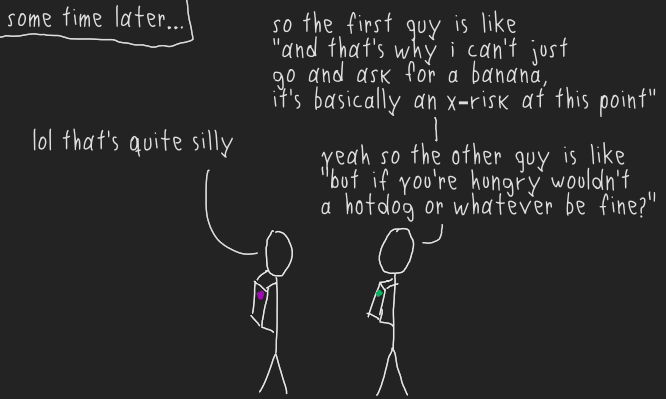 some time later...
so the first guy is like
"and that's why i can't just
go and ask for a banana,
it's basically an x-risk at this point"
lol that's quite silly
yeah so the other guy is like
"but if you're hungry wouldn't
a hotdog or whatever be fine?"